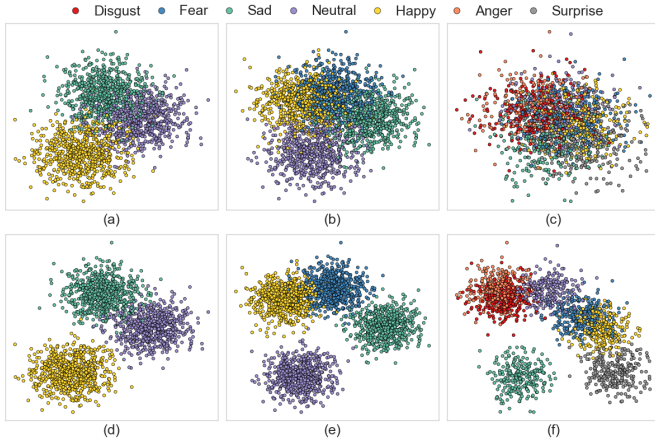 Disgust Fear Sad Neutral Happy Anger Surprise
(a) (b) (c)
(d) (e) (f)